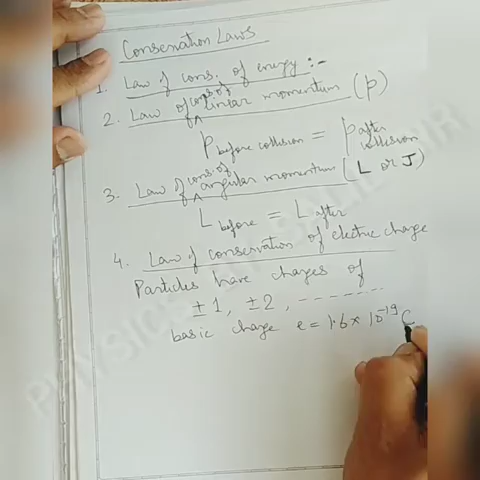 Conservation Laws
1. Law of cons. of energy :-
2. Law of cons. of linear momentum (p)
P before collision = P after collision
3. Law of cons. of angular momentum (L or J)
L before = L after
4. Law of conservation of electric charge
Particles have charges of
±1, ±2, --------
basic charge e = 1.6 × 10⁻¹⁹ C